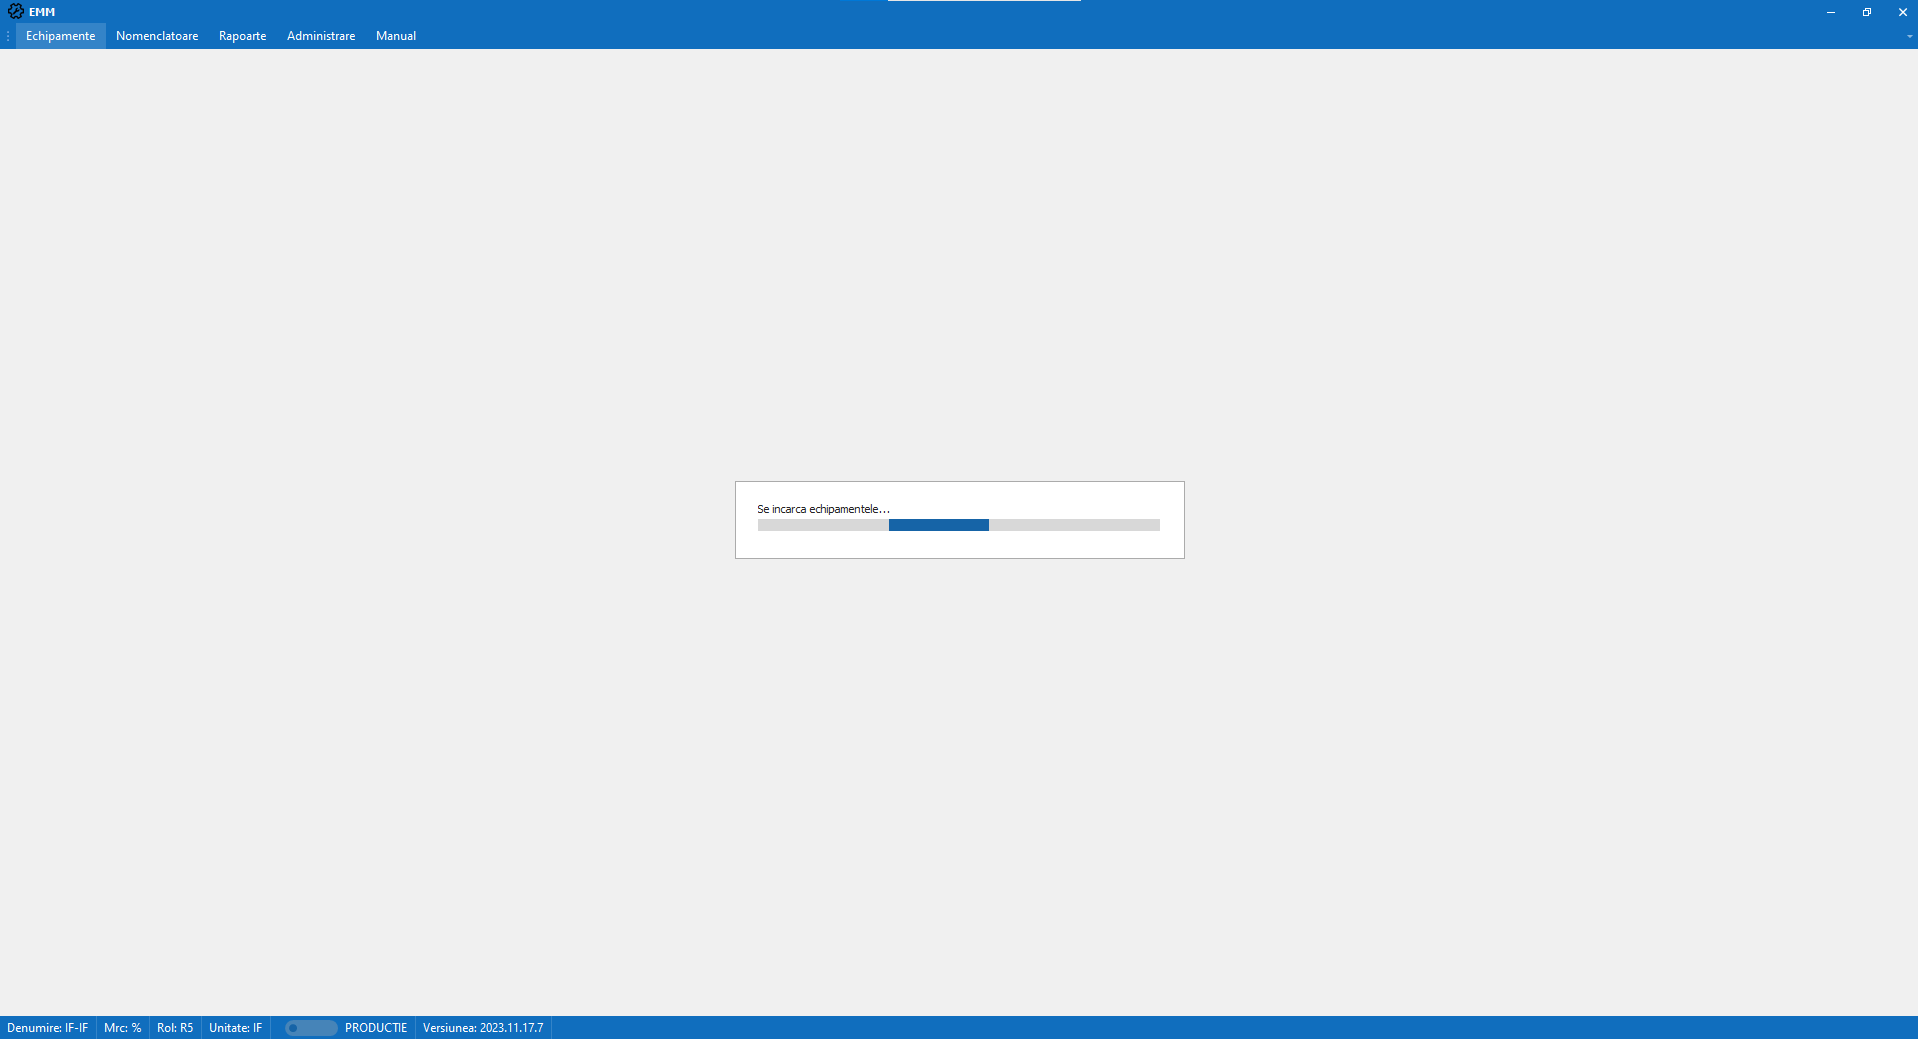 EMM
Echipamente Nomenclatoare Rapoarte Administrare Manual
Se incarca echipamentele...
Denumire: IF-IF Mrc: % Rol: R5 Unitate: IF PRODUCTIE Versiunea: 2023.11.17.7